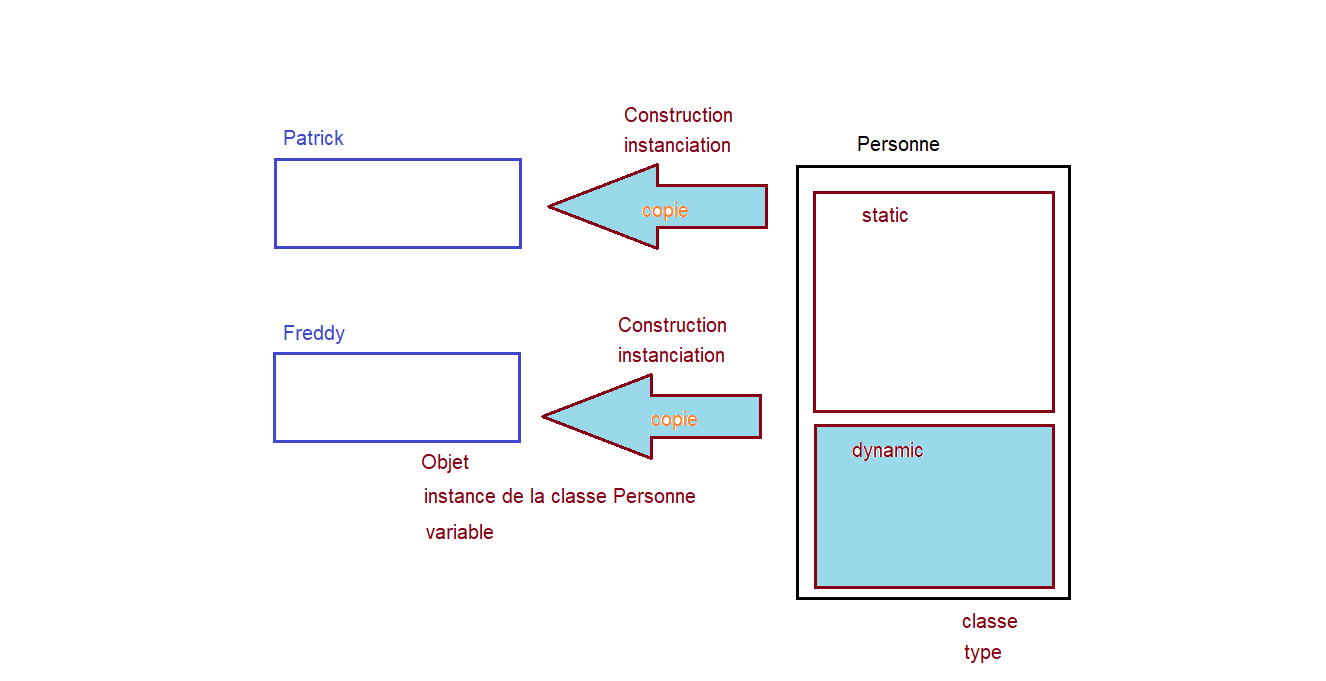 Construction
instanciation
Patrick
Personne
copie
static
Construction
instanciation
Freddy
copie
dynamic
Objet
instance de la classe Personne
variable
classe
type